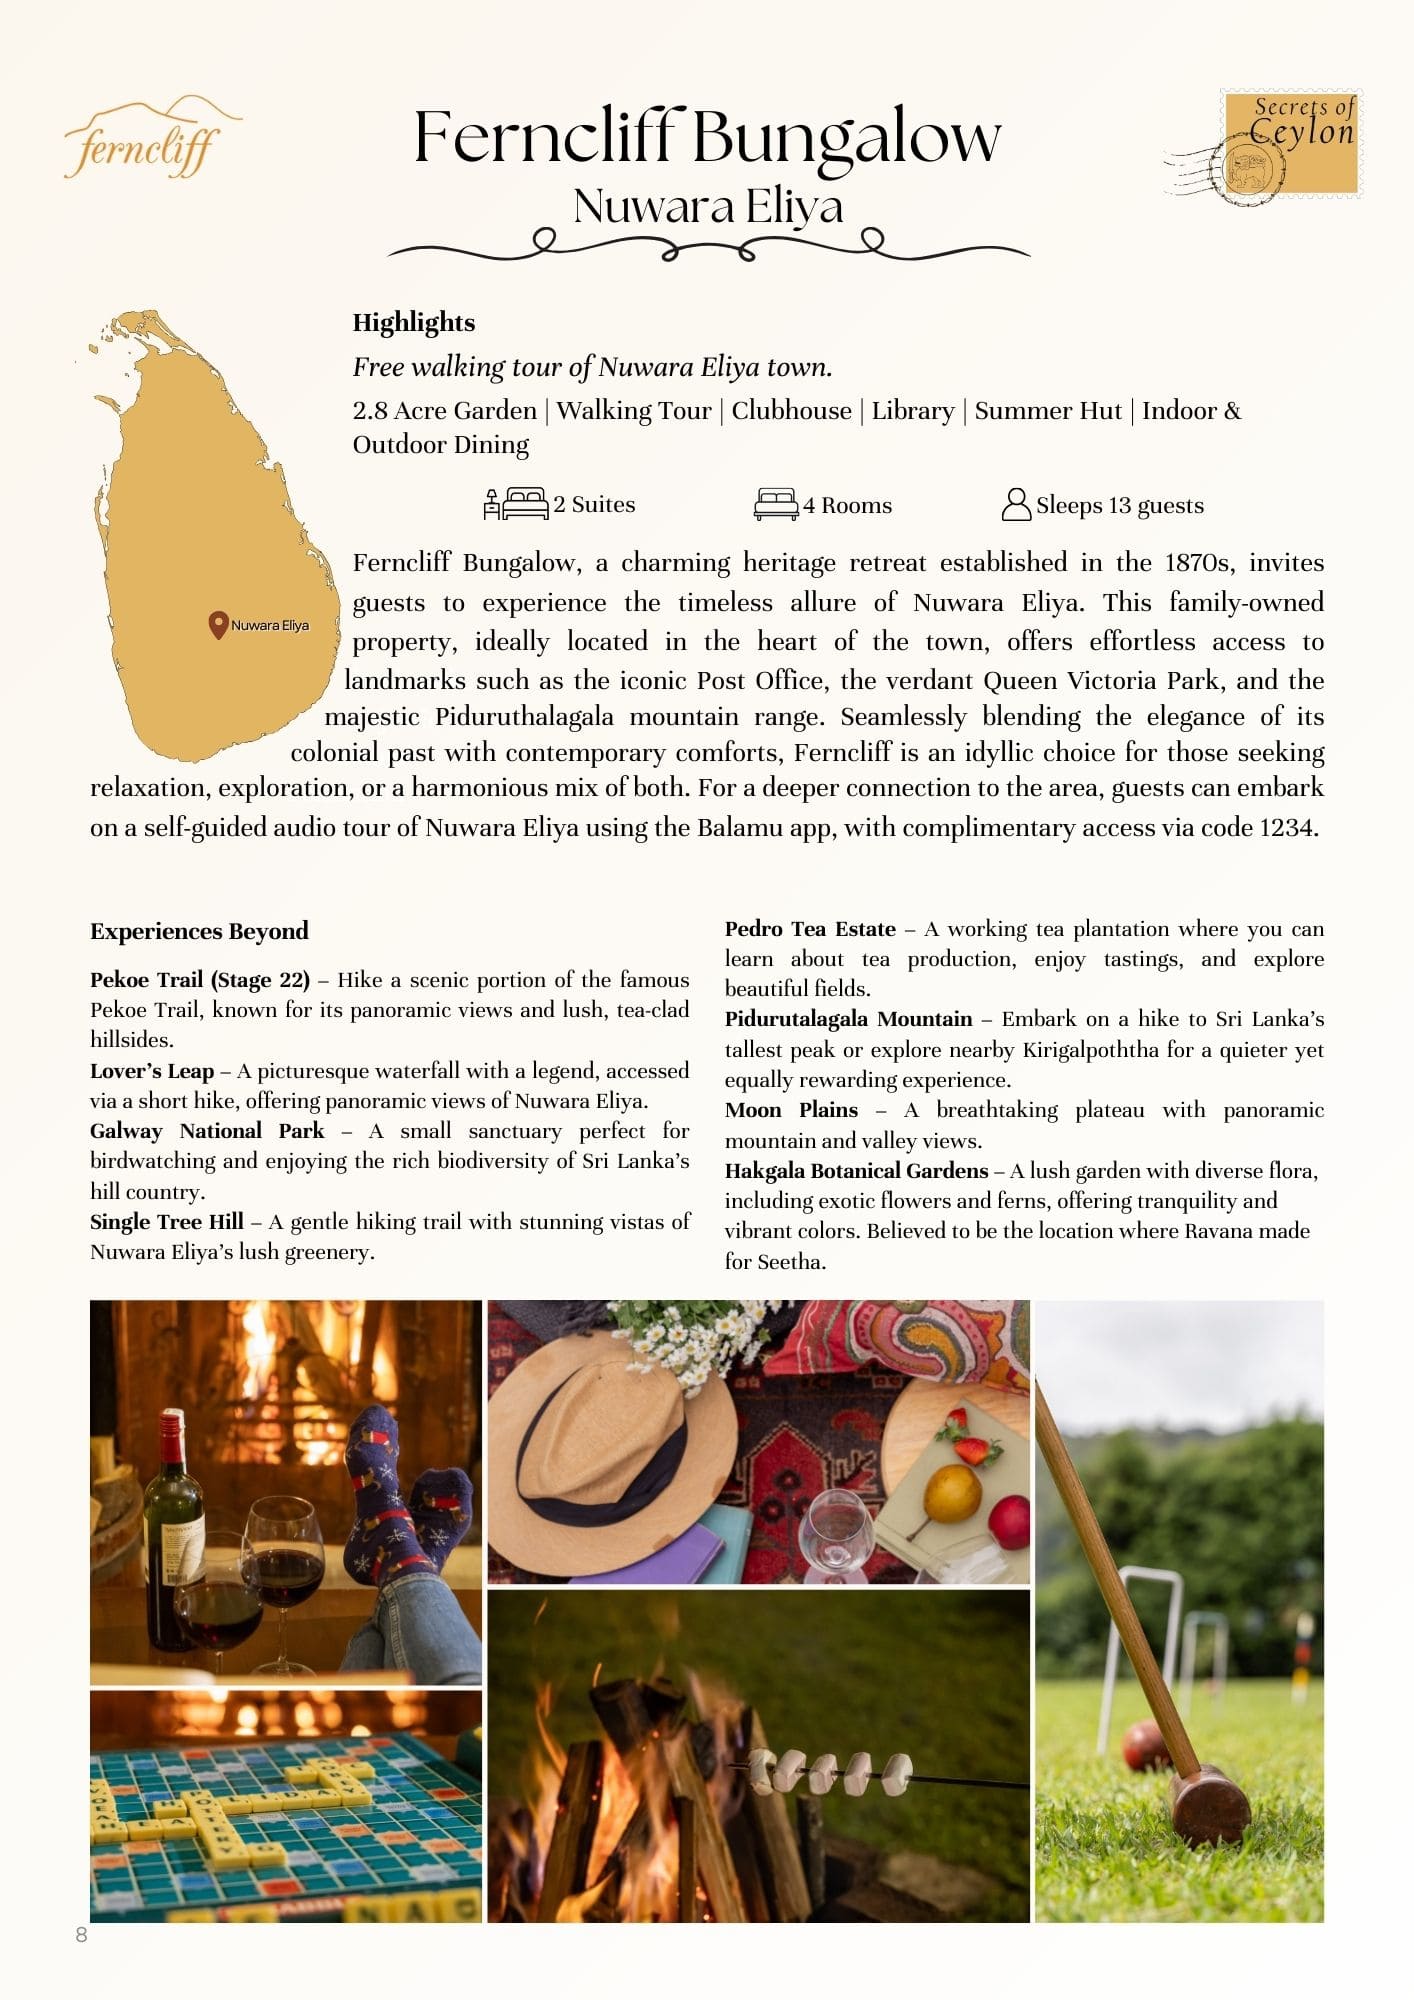 ferncliff
Ferncliff Bungalow
Nuwara Eliya
Secrets of
Ceylon
Highlights
Free walking tour of Nuwara Eliya town.
2.8 Acre Garden | Walking Tour | Clubhouse | Library | Summer Hut | Indoor &
Outdoor Dining
2 Suites
4 Rooms
Sleeps 13 guests
Nuwara Eliya
Ferncliff Bungalow, a charming heritage retreat established in the 1870s, invites
guests to experience the timeless allure of Nuwara Eliya. This family-owned
property, ideally located in the heart of the town, offers effortless access to
landmarks such as the iconic Post Office, the verdant Queen Victoria Park, and the
majestic Piduruthalagala mountain range. Seamlessly blending the elegance of its
colonial past with contemporary comforts, Ferncliff is an idyllic choice for those seeking
relaxation, exploration, or a harmonious mix of both. For a deeper connection to the area, guests can embark
on a self-guided audio tour of Nuwara Eliya using the Balamu app, with complimentary access via code 1234.
Experiences Beyond
Pekoe Trail (Stage 22) – Hike a scenic portion of the famous
Pekoe Trail, known for its panoramic views and lush, tea-clad
hillsides.
Lover's Leap – A picturesque waterfall with a legend, accessed
via a short hike, offering panoramic views of Nuwara Eliya.
Galway National Park – A small sanctuary perfect for
birdwatching and enjoying the rich biodiversity of Sri Lanka's
hill country.
Single Tree Hill – A gentle hiking trail with stunning vistas of
Nuwara Eliya's lush greenery.
Pedro Tea Estate – A working tea plantation where you can
learn about tea production, enjoy tastings, and explore
beautiful fields.
Pidurutalagala Mountain – Embark on a hike to Sri Lanka's
tallest peak or explore nearby Kirigalpoththa for a quieter yet
equally rewarding experience.
Moon Plains – A breathtaking plateau with panoramic
mountain and valley views.
Hakgala Botanical Gardens – A lush garden with diverse flora,
including exotic flowers and ferns, offering tranquility and
vibrant colors. Believed to be the location where Ravana made
for Seetha.
8